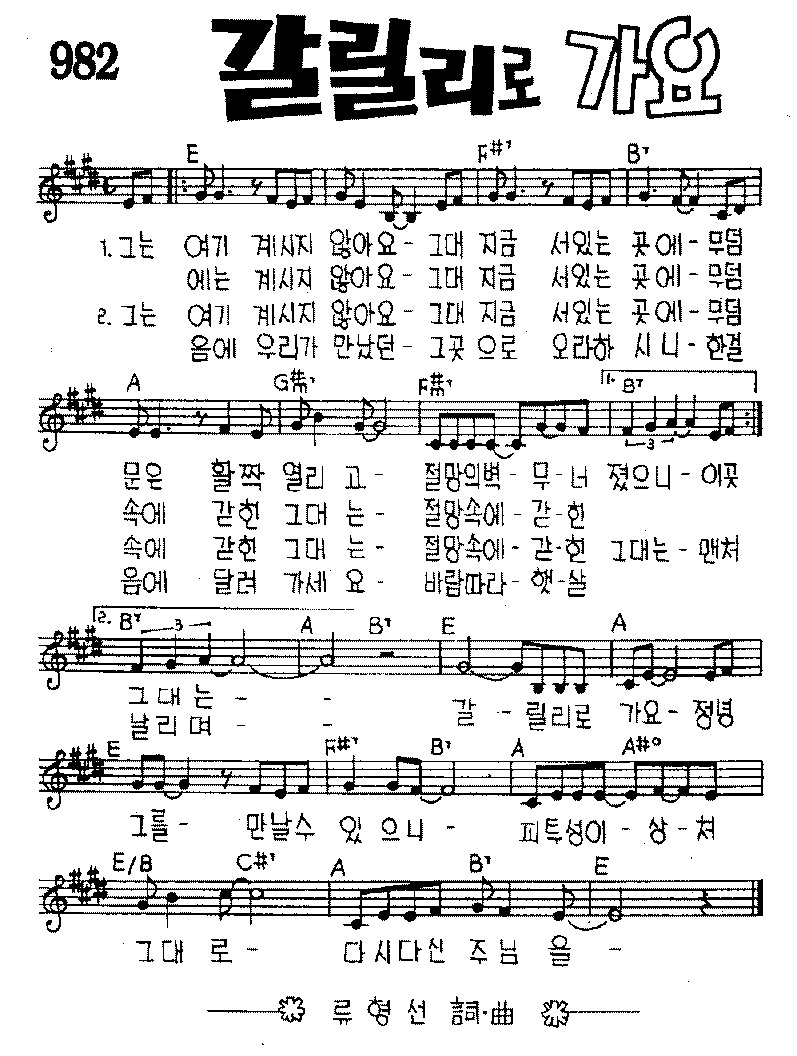 982 갈릴리로 가요
E F#7 B7
1. 그는 여기 계시지 않아요- 그대 지금 서있는 곳에- 무덤
에는 계시지 않아요- 그대 지금 서있는 곳에- 무덤
2. 그는 여기 계시지 않아요- 그대 지금 서있는 곳에- 무덤
음에 우리가 만났던- 그곳으로 오라하시니- 한결
A G#m7 F#m7 1. B7
3
문은 활짝 열리고- 절망의벽- 무-너졌으니- 이곳
속에 갇힌 그대는- 절망속에- 갇-힌
속에 갇힌 그대는- 절망속에- 갇-힌 그대는- 맨처
음에 달려 가세요- 바람따라- 햇-살
2. B7 3 A B7 E A
그대는- -
날리며- - 갈-릴리로 가요- 정녕
E F#7 B7 A A#o
그를- 만날수 있으니- 피투성이- 상-처
E/B C#7 A B7 E
그대로- 다시다신 주님을-
류형선 詞·曲